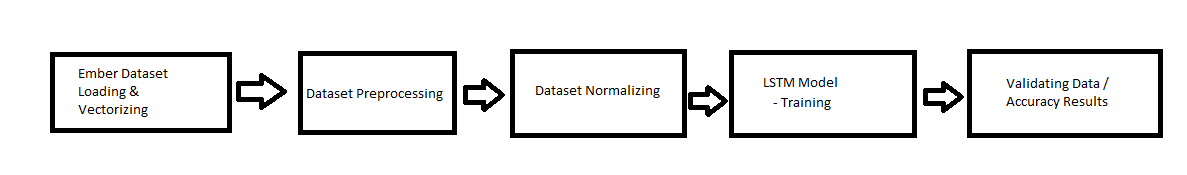 Ember Dataset
Loading &
Vectorizing
Dataset Preprocessing
Dataset Normalizing
LSTM Model
- Training
Validating Data /
Accuracy Results